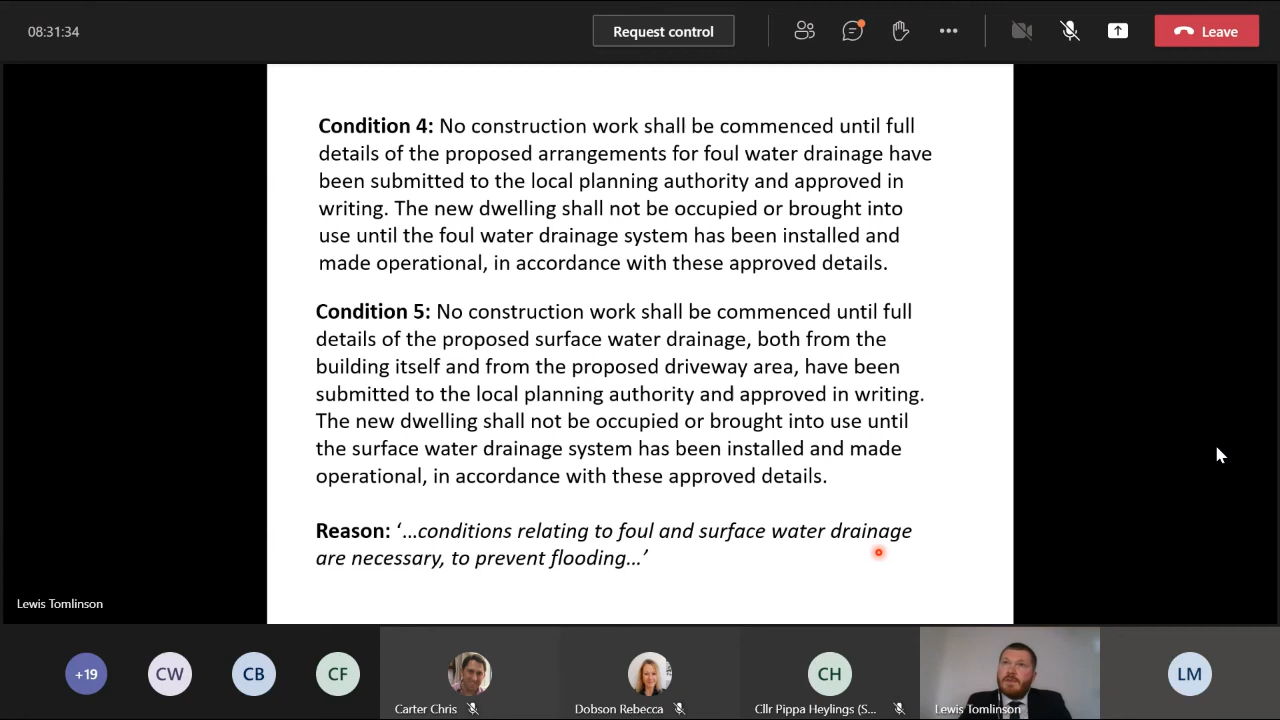 08:31:34
Request control
Leave
Condition 4: No construction work shall be commenced until full
details of the proposed arrangements for foul water drainage have
been submitted to the local planning authority and approved in
writing. The new dwelling shall not be occupied or brought into
use until the foul water drainage system has been installed and
made operational, in accordance with these approved details.
Condition 5: No construction work shall be commenced until full
details of the proposed surface water drainage, both from the
building itself and from the proposed driveway area, have been
submitted to the local planning authority and approved in writing.
The new dwelling shall not be occupied or brought into use until
the surface water drainage system has been installed and made
operational, in accordance with these approved details.
Reason: ‘…conditions relating to foul and surface water drainage
are necessary, to prevent flooding…’
Lewis Tomlinson
+19
CW
CB
CF
CH
LM
Carter Chris
Dobson Rebecca
Cllr Pippa Heylings (S...
Lewis Tomlinson